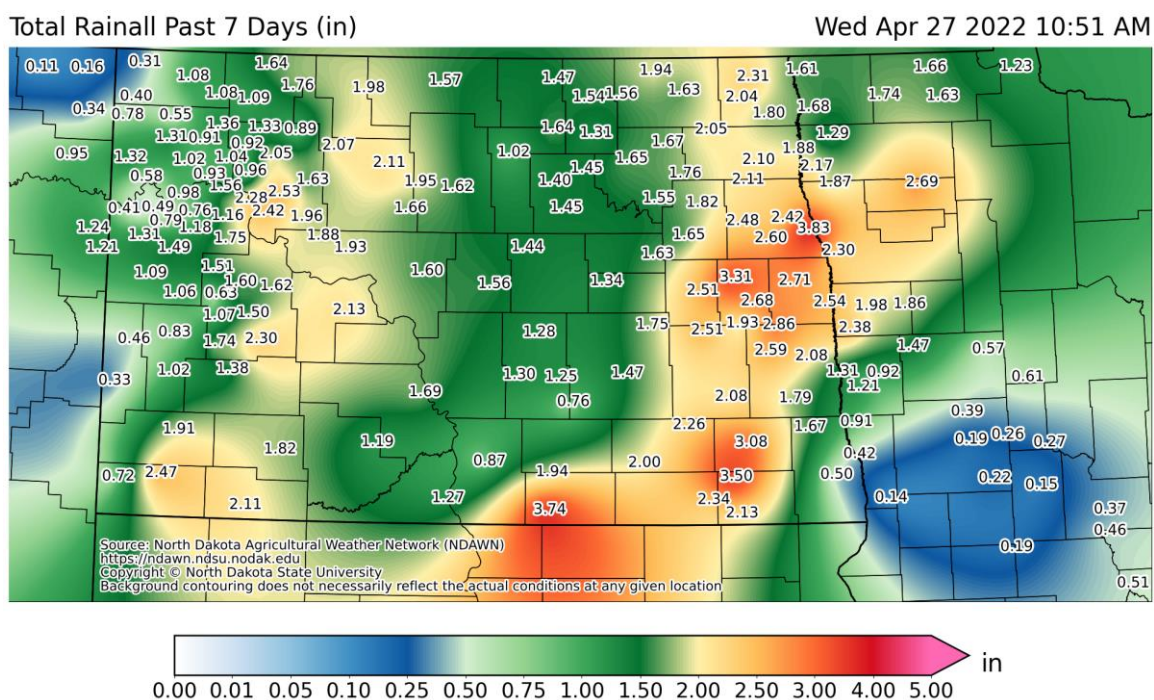 Total Rainfall Past 7 Days (in) Wed Apr 27 2022 10:51 AM
0.11 0.16 0.31 1.08 1.64 1.76 1.98 1.57 1.47 1.94 2.31 1.61 1.66 1.23
0.34 0.40 0.78 0.55 1.08 1.09 1.54 1.56 1.63 2.04 1.80 1.68 1.74 1.63
1.31 0.91 1.36 1.33 0.89 1.64 1.31 2.05 1.29
0.95 1.32 1.02 0.92 1.04 2.05 2.07 2.11 1.02 1.45 1.65 1.67 2.10 1.88 2.17
0.58 0.93 0.96 1.56 0.98 2.53 1.63 1.95 1.62 1.40 1.76 2.11 1.87 2.69
0.41 0.49 0.76 2.28 2.42 1.96 1.66 1.45 1.55 1.82
1.24 0.79 1.18 1.16 1.31 1.75 1.88 1.65 2.48 2.42 3.83 2.60
1.21 1.49 1.93 1.44 1.63 2.30
1.09 1.51 1.60 1.62 1.60 1.56 1.34 3.31 2.71
1.06 0.63 2.51 2.68 2.54 1.98 1.86
1.07 1.50 2.13 1.75 2.51 1.93 2.86 2.38
0.46 0.83 1.74 2.30 1.28 2.59 2.08 1.47 0.57
0.33 1.02 1.38 1.30 1.25 1.47 1.31 0.92 1.21 0.61
1.69 0.76 2.08 1.79
1.91 1.82 1.19 2.26 3.08 1.67 0.91 0.39
0.72 2.47 0.87 1.94 2.00 3.50 0.42 0.50 0.19 0.26 0.27
2.11 1.27 3.74 2.34 2.13 0.14 0.22 0.15 0.37
0.46
0.19
0.51
Source: North Dakota Agricultural Weather Network (NDAWN)
https://ndawn.ndsu.nodak.edu
Copyright © North Dakota State University
Background contouring does not necessarily reflect the actual conditions at any given location
in
0.00 0.01 0.05 0.10 0.25 0.50 0.75 1.00 1.50 2.00 2.50 3.00 4.00 5.00